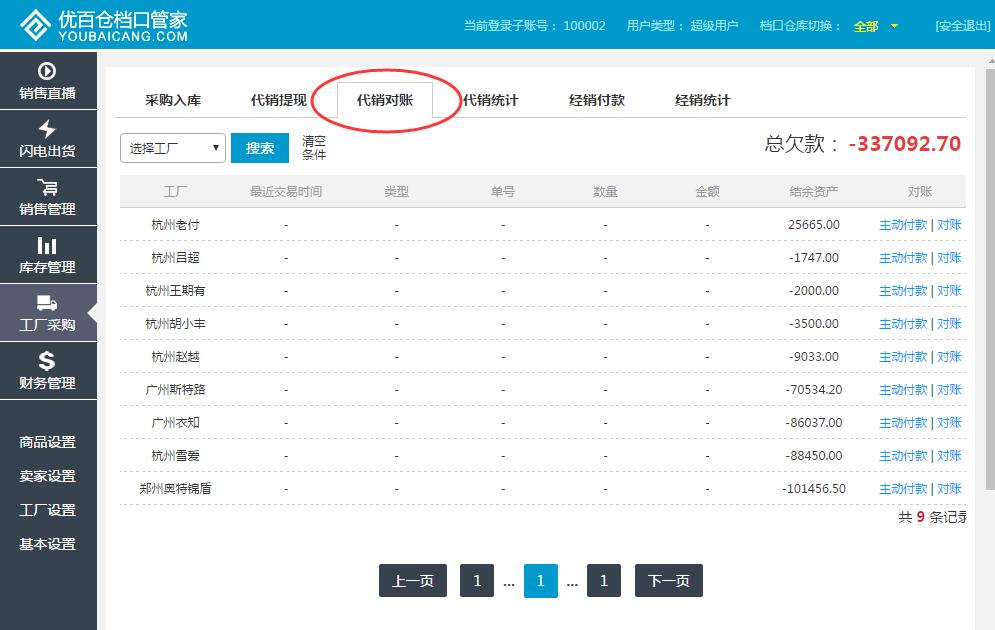 优百仓档口管家
YOUBAICANG.COM
当前登录子账号： 100002 用户类型： 超级用户 档口仓库切换： 全部 [安全退出]
销售直播
闪电出货
销售管理
库存管理
工厂采购
财务管理
商品设置
卖家设置
工厂设置
基本设置
采购入库 代销提现 代销对账 代销统计 经销付款 经销统计
选择工厂 搜索 清空条件 总欠款： -337092.70
工厂 最近交易时间 类型 单号 数量 金额 结余资产 对账
杭州老付 - - - - - 25665.00 主动付款 | 对账
杭州吕超 - - - - - -1747.00 主动付款 | 对账
杭州王期有 - - - - - -2000.00 主动付款 | 对账
杭州胡小丰 - - - - - -3500.00 主动付款 | 对账
杭州赵越 - - - - - -9033.00 主动付款 | 对账
广州斯特路 - - - - - -70534.20 主动付款 | 对账
广州衣知 - - - - - -86037.00 主动付款 | 对账
杭州雪爱 - - - - - -88450.00 主动付款 | 对账
郑州奥特锦盾 - - - - - -101456.50 主动付款 | 对账
共 9 条记录
上一页 1 ... 1 ... 1 下一页